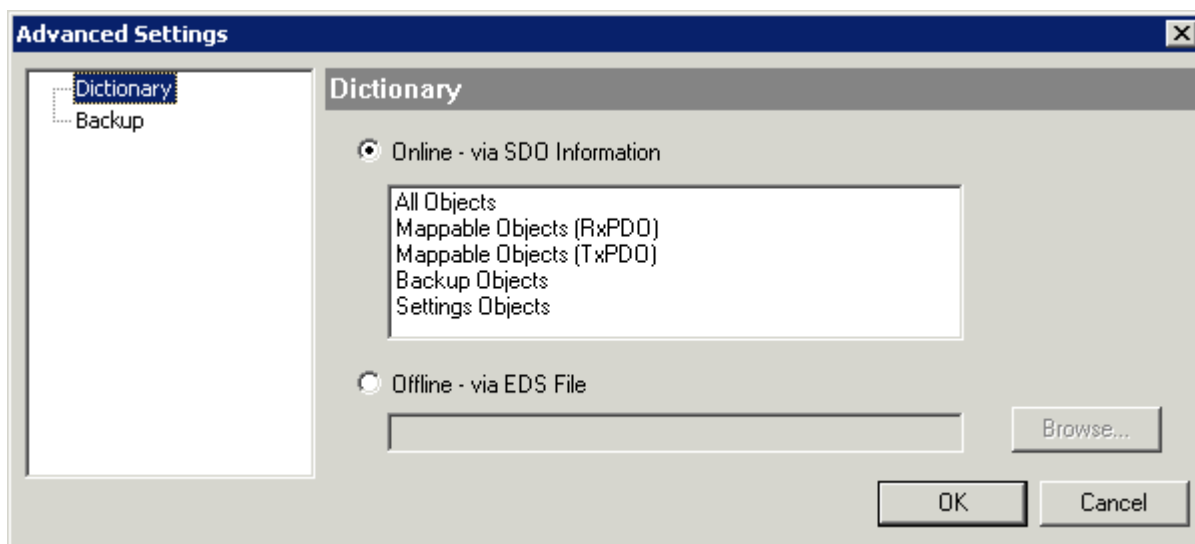 Advanced Settings
Dictionary
Backup
Dictionary
Online - via SDO Information
All Objects
Mappable Objects (RxPDO)
Mappable Objects (TxPDO)
Backup Objects
Settings Objects
Offline - via EDS File
Browse...
OK
Cancel